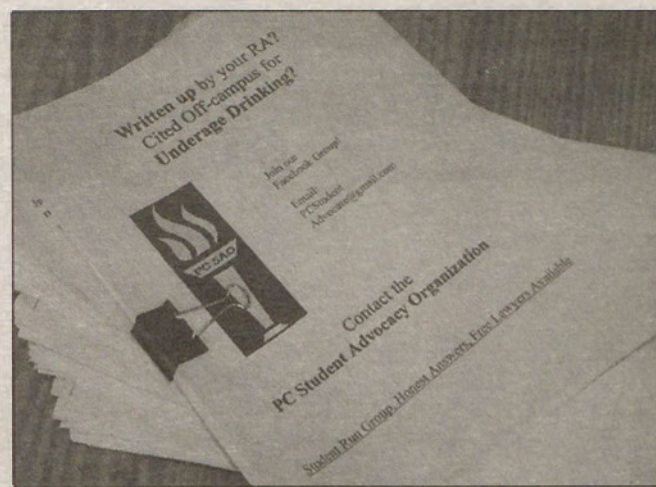 Written up by your RA?
Cited Off-campus for
Underage Drinking?
Join our
Facebook Group!
Email:
PCStudent
Advocate@gmail.com
PC SAO
Contact the
PC Student Advocacy Organization
Student Run Group, Honest Answers, Free Lawyers Available